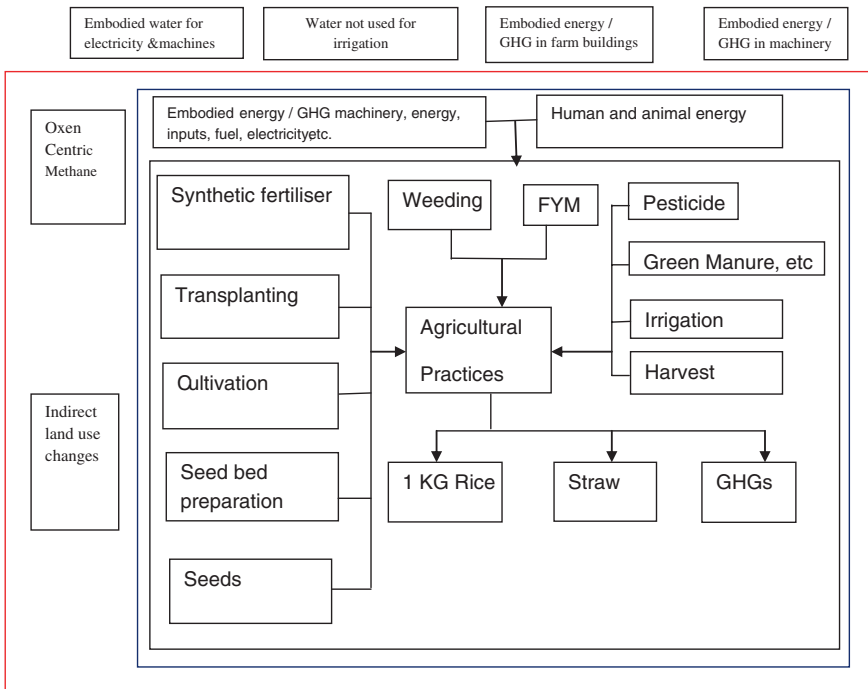 Embodied water for
electricity &machines
Water not used for
irrigation
Embodied energy /
GHG in farm buildings
Embodied energy /
GHG in machinery
Oxen
Centric
Methane
Embodied energy / GHG machinery, energy,
inputs, fuel, electricityetc.
Human and animal energy
Synthetic fertiliser
Weeding
FYM
Pesticide
Green Manure, etc
Transplanting
Agricultural
Practices
Irrigation
Harvest
Cultivation
Indirect
land use
changes
Seed bed
preparation
1 KG Rice
Straw
GHGs
Seeds